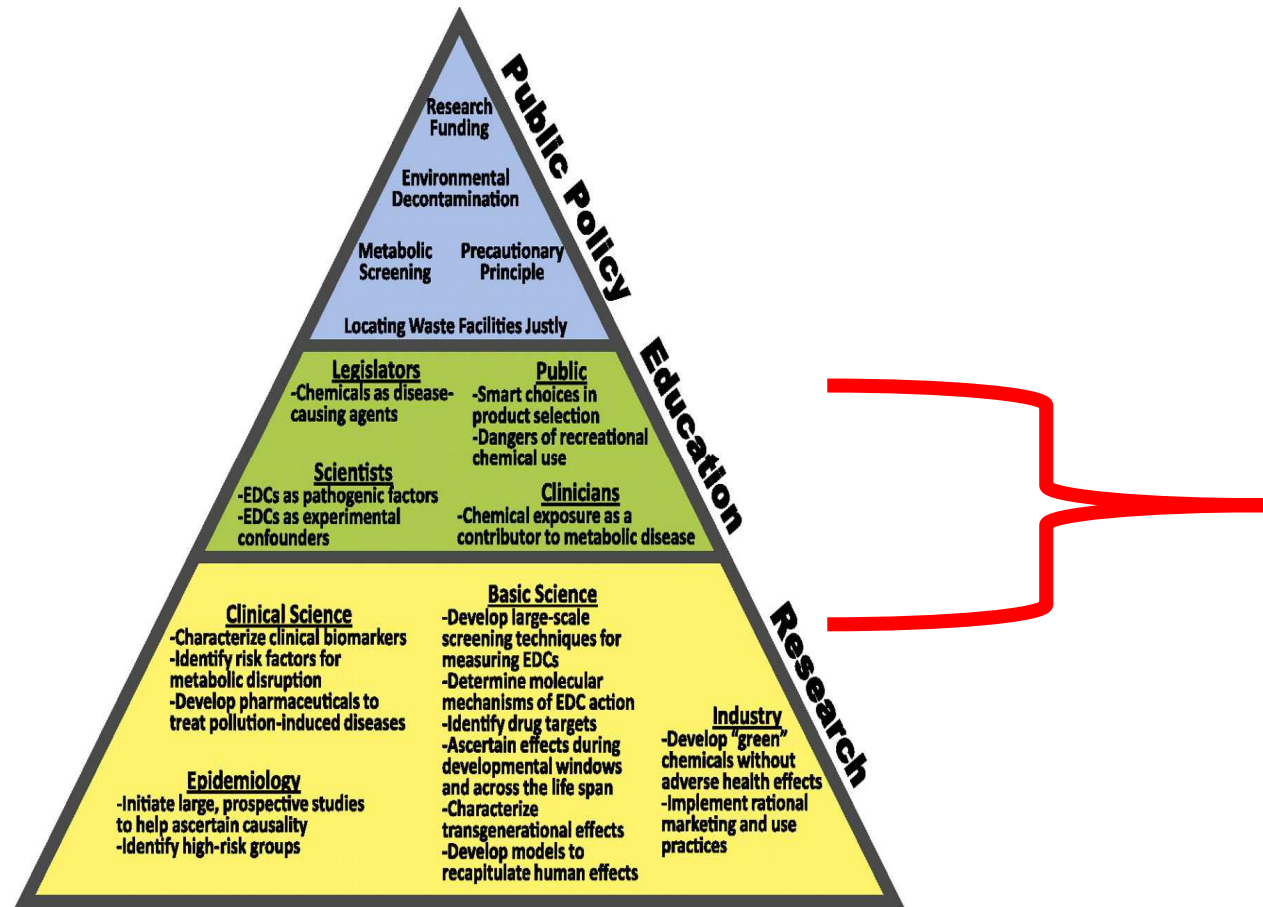 Public Policy
Research
Funding
Environmental
Decontamination
Metabolic
Screening
Precautionary
Principle
Locating Waste Facilities Justly
Education
Legislators
-Chemicals as disease-
causing agents
Public
-Smart choices in
product selection
-Dangers of recreational
chemical use
Scientists
-EDCs as pathogenic factors
-EDCs as experimental
confounders
Clinicians
-Chemical exposure as a
contributor to metabolic disease
Research
Clinical Science
-Characterize clinical biomarkers
-Identify risk factors for
metabolic disruption
-Develop pharmaceuticals to
treat pollution-induced diseases
Epidemiology
-Initiate large, prospective studies
to help ascertain causality
-Identify high-risk groups
Basic Science
-Develop large-scale
screening techniques for
measuring EDCs
-Determine molecular
mechanisms of EDC action
-Identify drug targets
-Ascertain effects during
developmental windows
and across the life span
-Characterize
transgenerational effects
-Develop models to
recapitulate human effects
Industry
-Develop “green”
chemicals without
adverse health effects
-Implement rational
marketing and use
practices